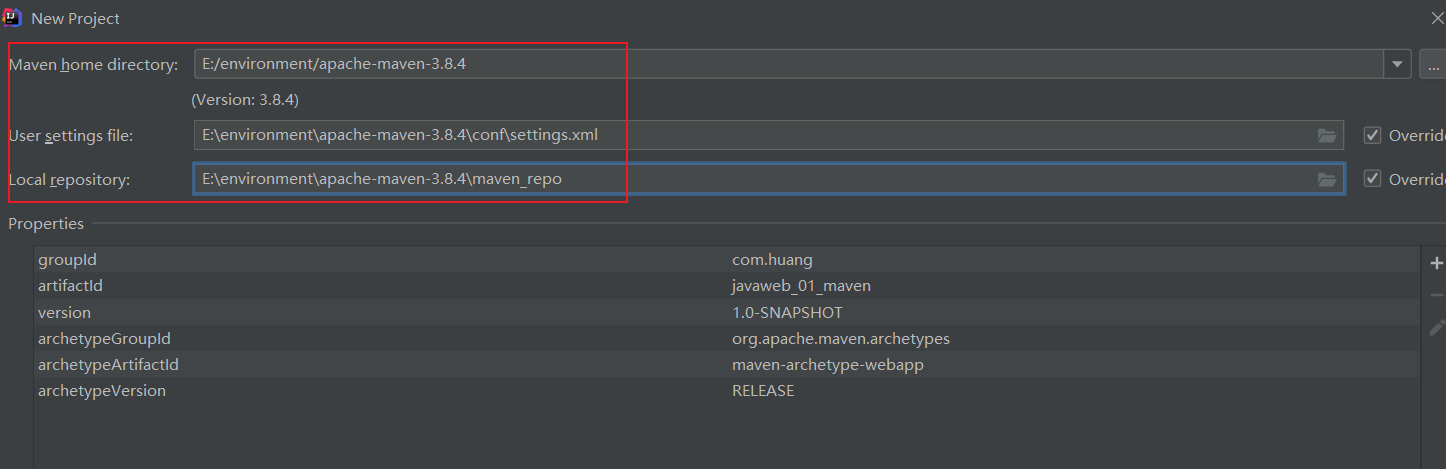 New Project
Maven home directory: E:/environment/apache-maven-3.8.4 ...
(Version: 3.8.4)
User settings file: E:\environment\apache-maven-3.8.4\conf\settings.xml Override
Local repository: E:\environment\apache-maven-3.8.4\maven_repo Override
Properties
groupId com.huang
artifactId javaweb_01_maven
version 1.0-SNAPSHOT
archetypeGroupId org.apache.maven.archetypes
archetypeArtifactId maven-archetype-webapp
archetypeVersion RELEASE